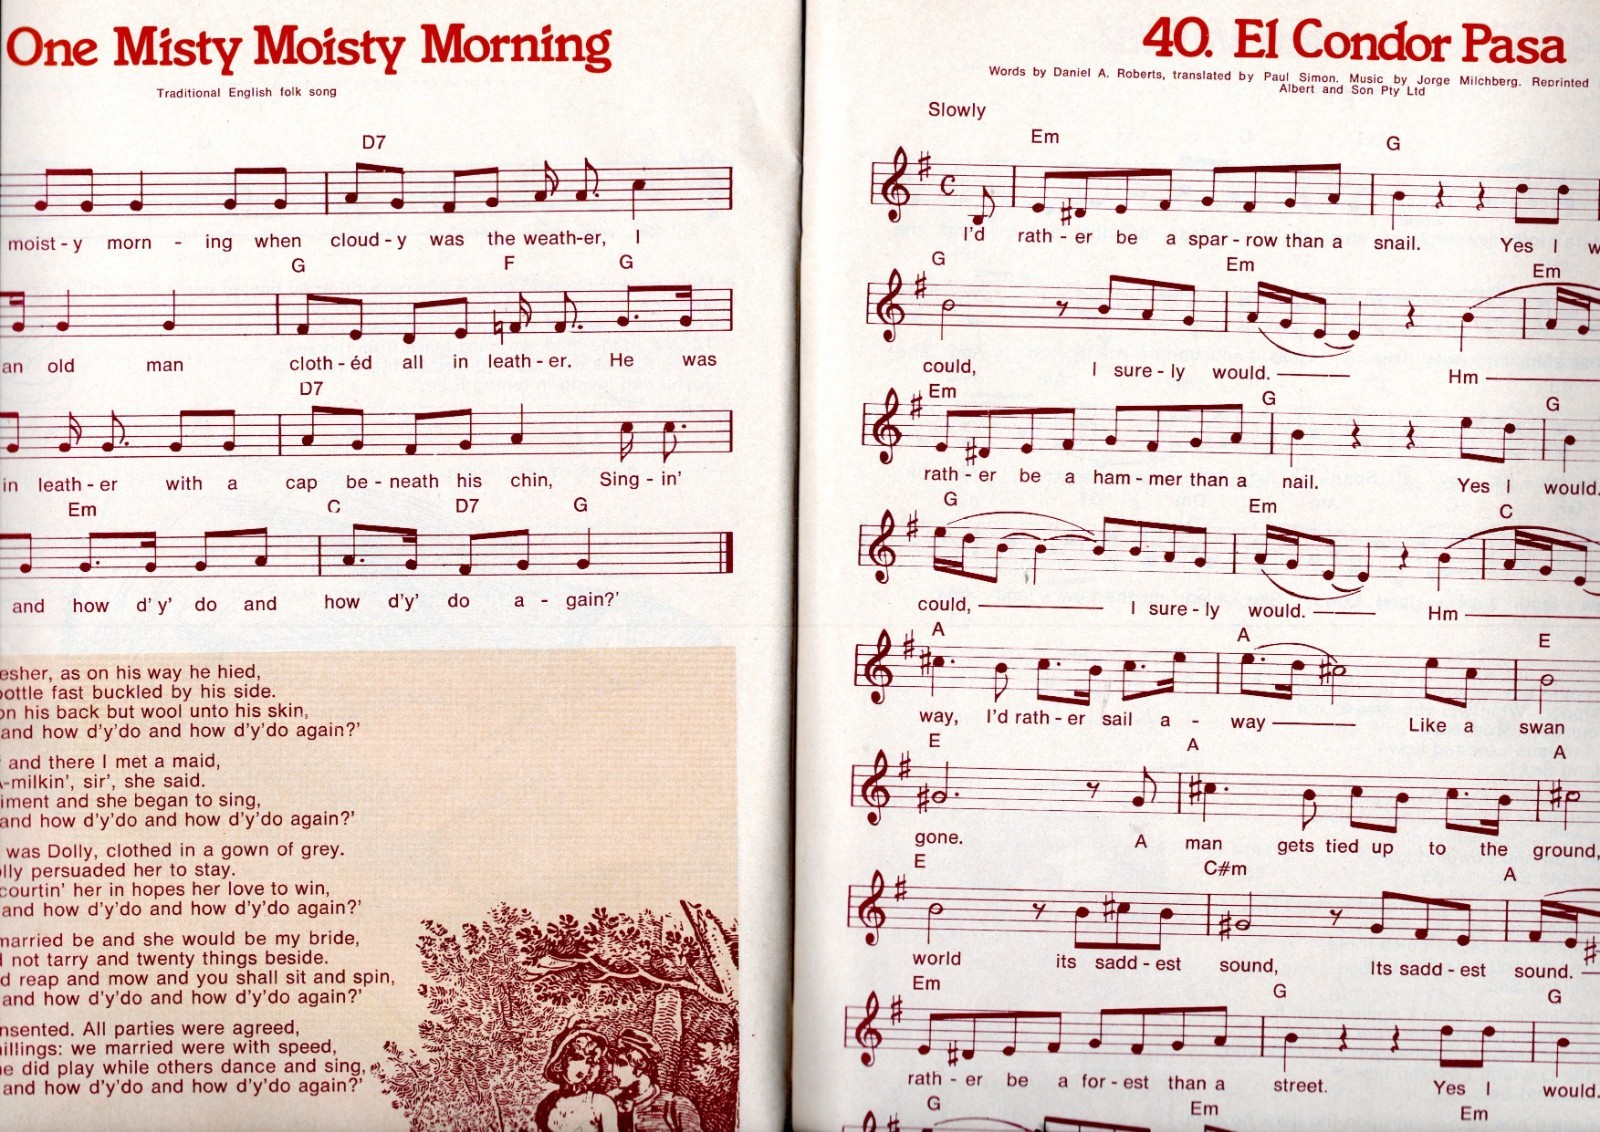 One Misty Moisty Morning
Traditional English folk song
D7
moist-y morn - ing when cloud-y was the weath-er, I
G F G
an old man cloth-éd all in leath-er. He was
D7
in leath-er with a cap be-neath his chin, Sing-in'
Em C D7 G
and how d'y' do and how d'y' do a - gain?'
esher, as on his way he hied,
ottle fast buckled by his side.
on his back but wool unto his skin,
and how d'y'do and how d'y'do again?'
and there I met a maid,
A-milkin', sir', she said.
iment and she began to sing,
and how d'y'do and how d'y'do again?'
was Dolly, clothed in a gown of grey.
olly persuaded her to stay.
courtin' her in hopes her love to win,
and how d'y'do and how d'y'do again?'
married be and she would be my bride,
d not tarry and twenty things beside.
d reap and mow and you shall sit and spin,
and how d'y'do and how d'y'do again?'
nsented. All parties were agreed,
hillings: we married were with speed,
e did play while others dance and sing,
and how d'y'do and how d'y'do again?'
40. El Condor Pasa
Words by Daniel A. Roberts, translated by Paul Simon. Music by Jorge Milchberg. Reprinted
Albert and Son Pty Ltd
Slowly
Em G
I'd rath-er be a spar-row than a snail. Yes I w
G Em Em
could, I sure-ly would. Hm
Em G G
rath-er be a ham-mer than a nail. Yes I would.
G Em C
could, I sure-ly would. Hm
A A E
way, I'd rath-er sail a - way Like a swan
E A A
gone. A man gets tied up to the ground,
E C#m A
world its sadd-est sound, Its sadd-est sound.
Em G G
rath-er be a for-est than a street. Yes I would.
G Em Em